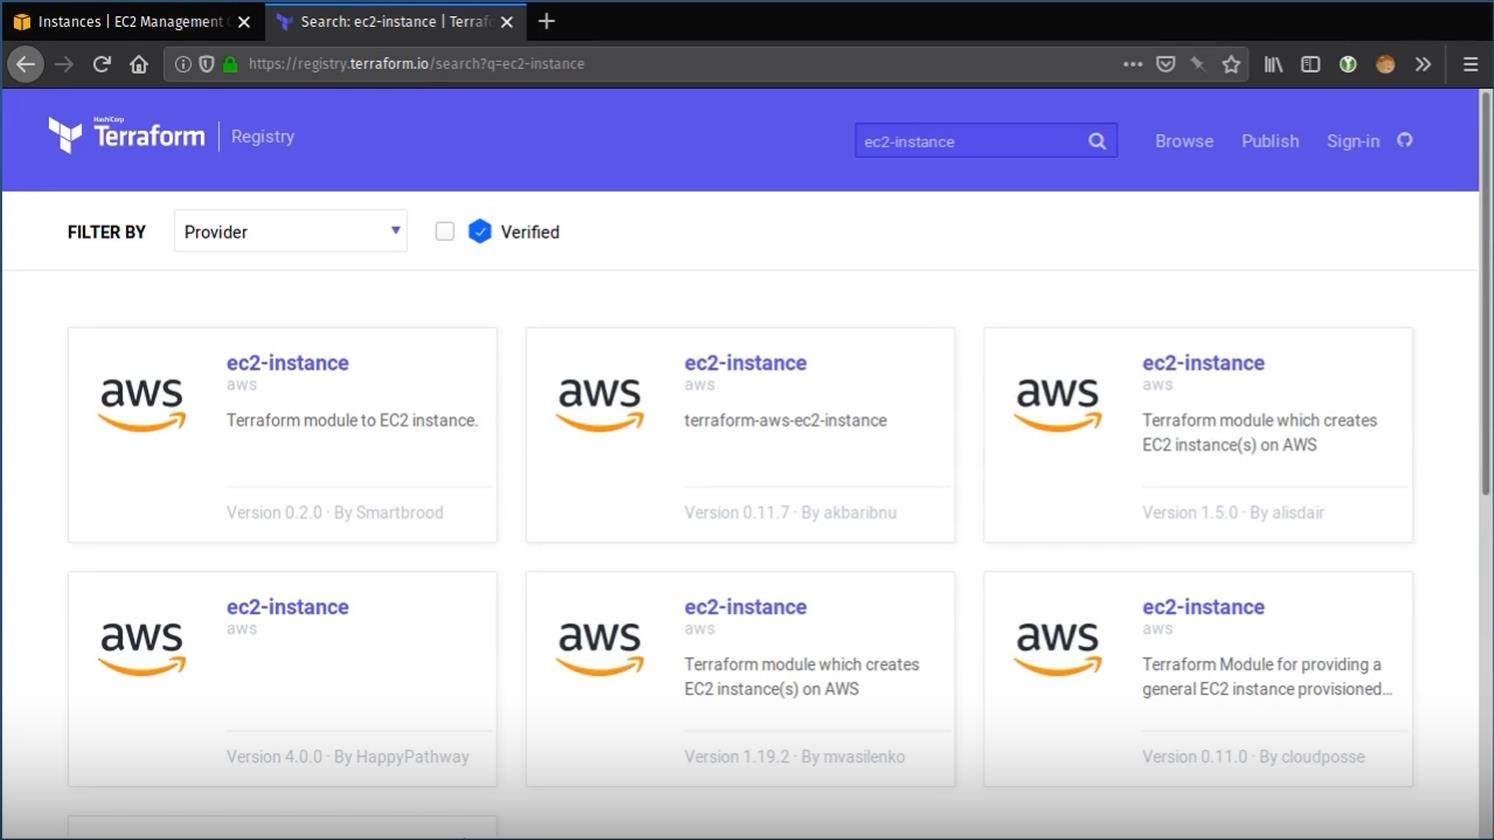 Instances | EC2 Management
Search: ec2-instance | Terraf
https://registry.terraform.io/search?q=ec2-instance
HashiCorp
Terraform
Registry
ec2-instance
Browse
Publish
Sign-in
FILTER BY
Provider
Verified
aws
ec2-instance
aws
Terraform module to EC2 instance.
Version 0.2.0 · By Smartbrood
aws
ec2-instance
aws
terraform-aws-ec2-instance
Version 0.11.7 · By akbaribnu
aws
ec2-instance
aws
Terraform module which creates
EC2 instance(s) on AWS
Version 1.5.0 · By alisdair
aws
ec2-instance
aws
Version 4.0.0 · By HappyPathway
aws
ec2-instance
aws
Terraform module which creates
EC2 instance(s) on AWS
Version 1.19.2 · By mvasilenko
aws
ec2-instance
aws
Terraform Module for providing a
general EC2 instance provisioned...
Version 0.11.0 · By cloudposse